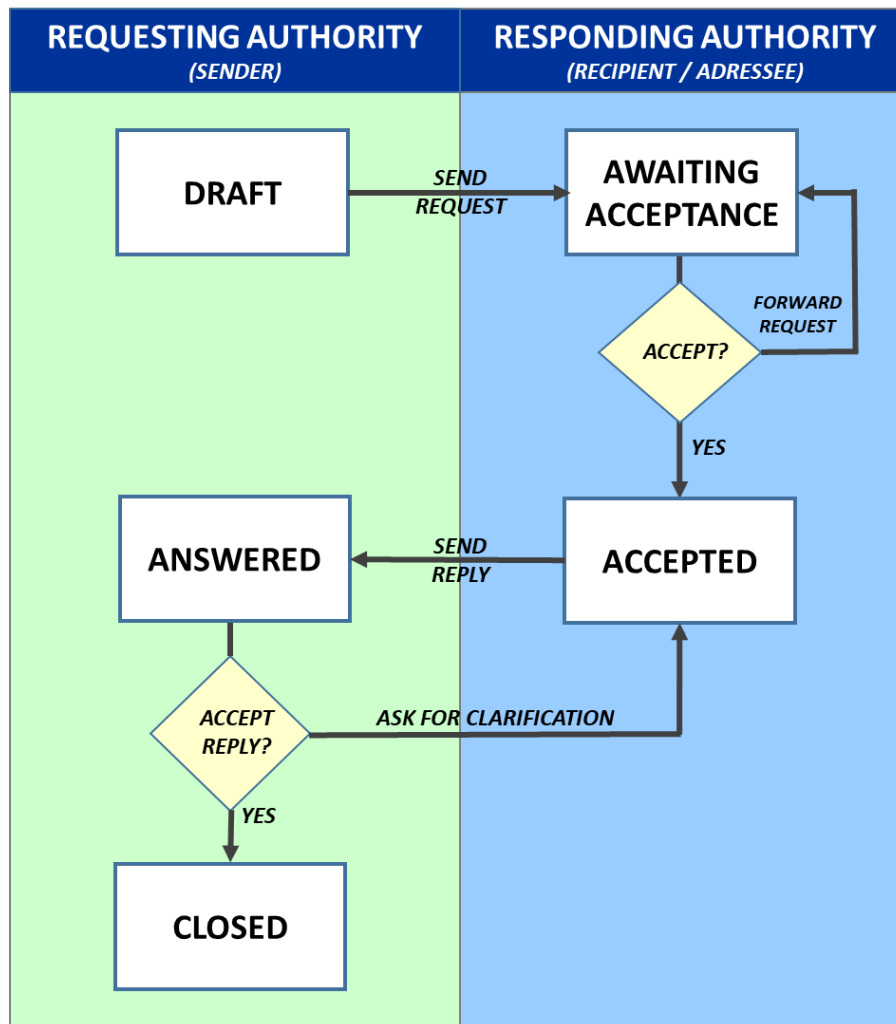 REQUESTING AUTHORITY
(SENDER)
RESPONDING AUTHORITY
(RECIPIENT / ADRESSEE)
DRAFT
SEND
REQUEST
AWAITING
ACCEPTANCE
FORWARD
REQUEST
ACCEPT?
YES
ANSWERED
SEND
REPLY
ACCEPTED
ACCEPT
REPLY?
ASK FOR CLARIFICATION
YES
CLOSED